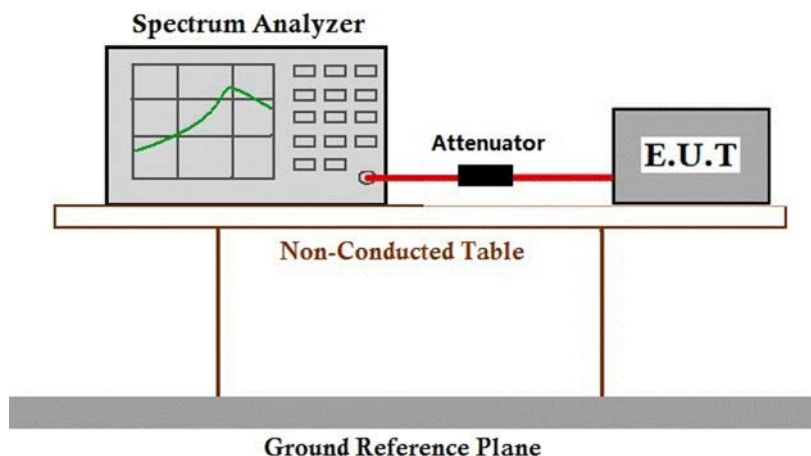 Spectrum Analyzer
Attenuator
E.U.T
Non-Conducted Table
Ground Reference Plane